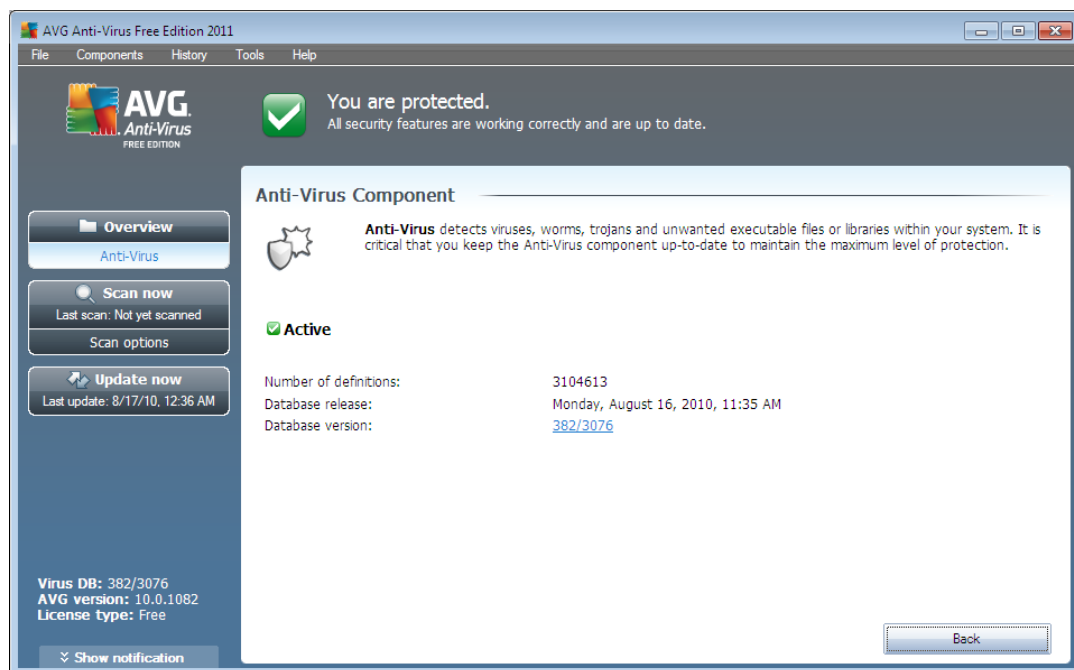 AVG Anti-Virus Free Edition 2011
File Components History Tools Help
AVG.
Anti-Virus
FREE EDITION
You are protected.
All security features are working correctly and are up to date.
Overview
Anti-Virus
Scan now
Last scan: Not yet scanned
Scan options
Update now
Last update: 8/17/10, 12:36 AM
Virus DB: 382/3076
AVG version: 10.0.1082
License type: Free
Show notification
Anti-Virus Component
Anti-Virus detects viruses, worms, trojans and unwanted executable files or libraries within your system. It is
critical that you keep the Anti-Virus component up-to-date to maintain the maximum level of protection.
Active
Number of definitions: 3104613
Database release: Monday, August 16, 2010, 11:35 AM
Database version: 382/3076
Back